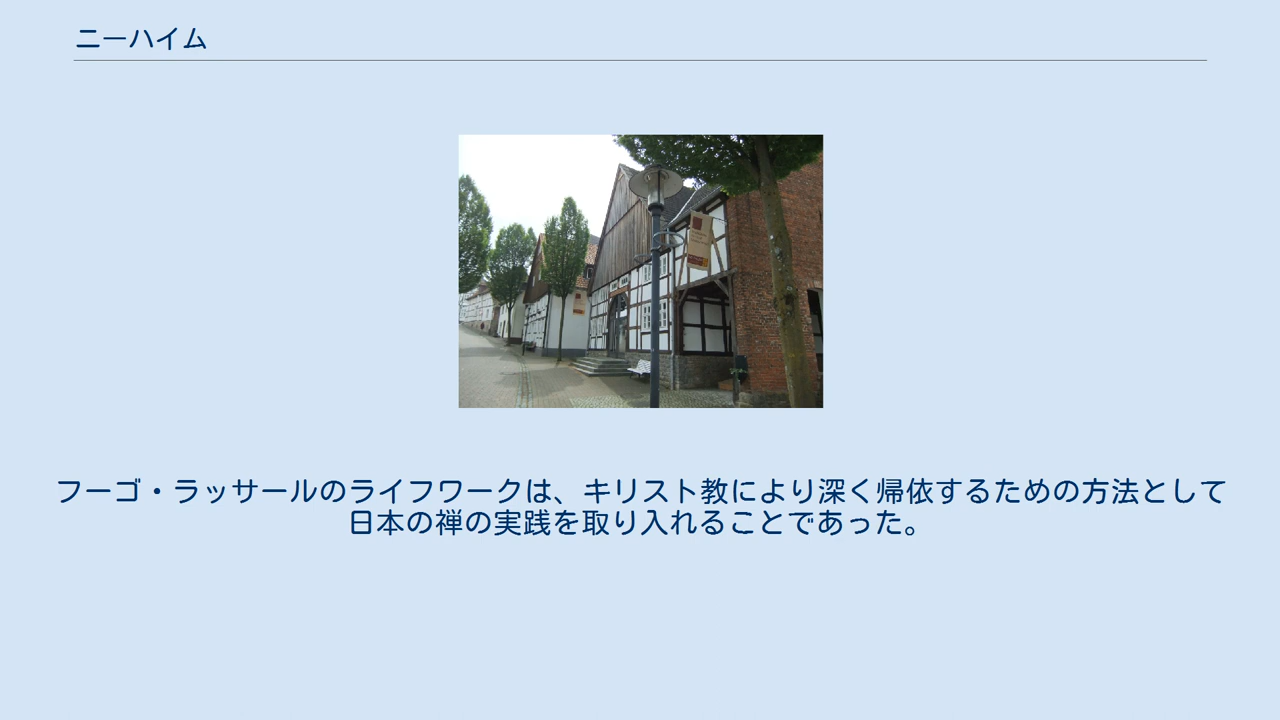 ニーハイム
フーゴ・ラッサールのライフワークは、キリスト教により深く帰依するための方法として
日本の禅の実践を取り入れることであった。